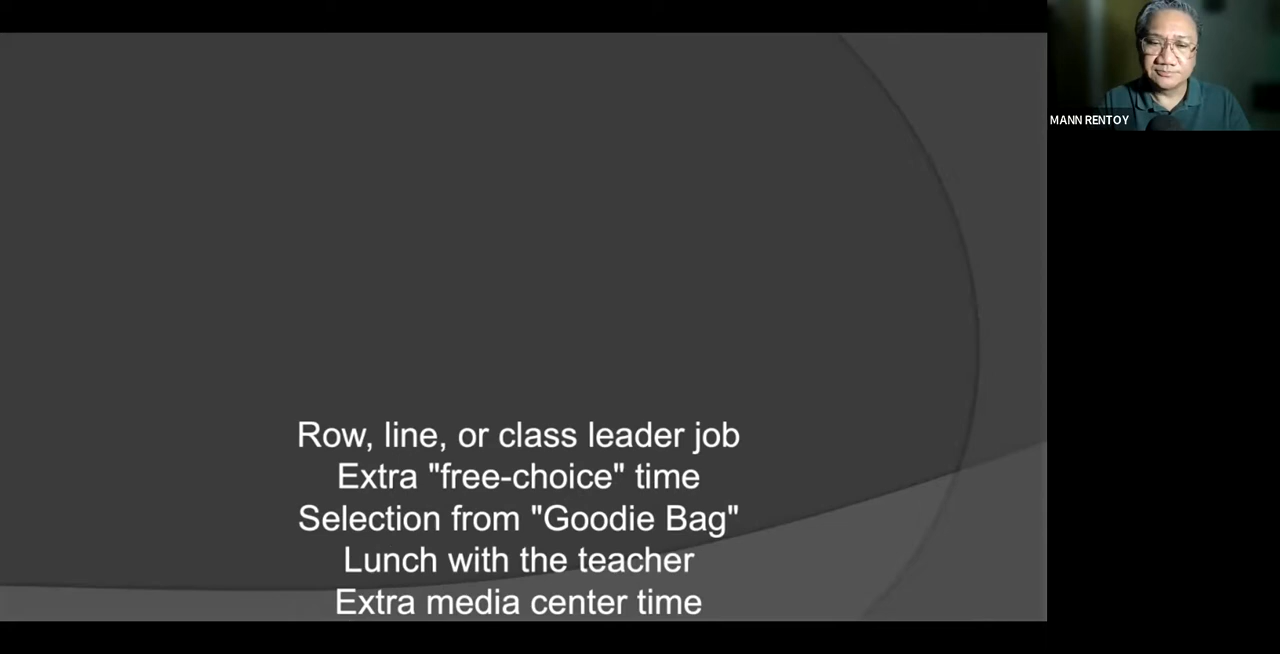 MANN RENTOY
Row, line, or class leader job
Extra "free-choice" time
Selection from "Goodie Bag"
Lunch with the teacher
Extra media center time